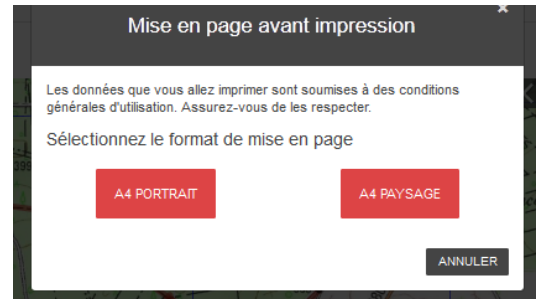 Mise en page avant impression
Les données que vous allez imprimer sont soumises à des conditions
générales d'utilisation. Assurez-vous de les respecter.
Sélectionnez le format de mise en page
A4 PORTRAIT
A4 PAYSAGE
ANNULER